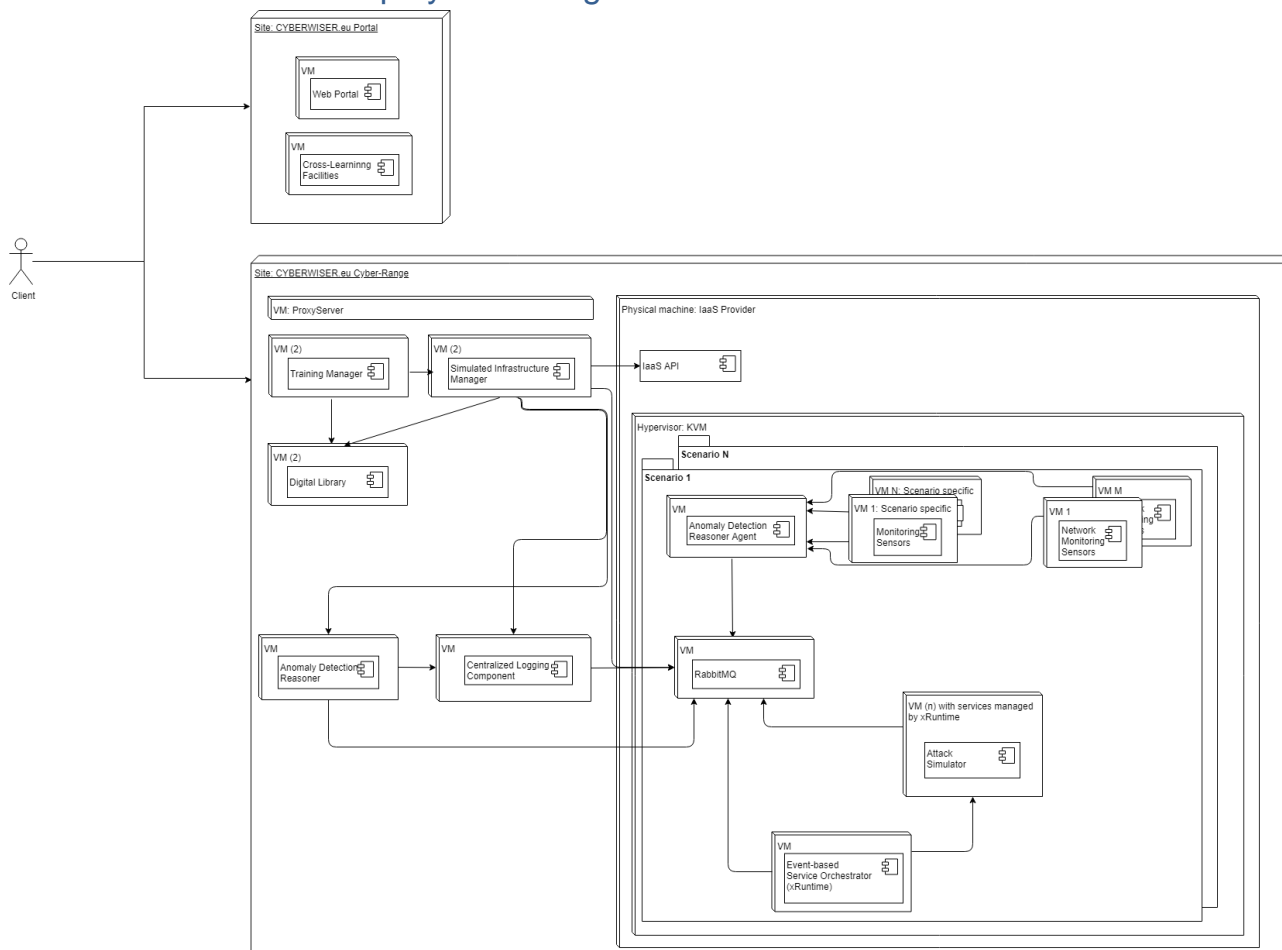 Site: CYBERWISER.eu Portal
VM
Web Portal
VM
Cross-Learninng
Facilities
Client
Site: CYBERWISER.eu Cyber-Range
VM: ProxyServer
Physical machine: IaaS Provider
VM (2)
Training Manager
VM (2)
Simulated Infrastructure
Manager
IaaS API
VM (2)
Digital Library
Hypervisor: KVM
Scenario N
Scenario 1
VM
Anomaly Detection
Reasoner Agent
VM N: Scenario specific
VM 1: Scenario specific
Monitoring
Sensors
VM M
VM 1
Network
Monitoring
Sensors
VM
Anomaly Detection
Reasoner
VM
Centralized Logging
Component
VM
RabbitMQ
VM (n) with services managed
by xRuntime
Attack
Simulator
VM
Event-based
Service Orchestrator
(xRuntime)